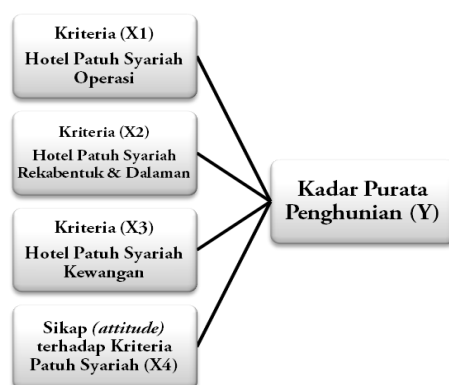 Kriteria (X1)
Hotel Patuh Syariah
Operasi
Kriteria (X2)
Hotel Patuh Syariah
Rekabentuk & Dalaman
Kriteria (X3)
Hotel Patuh Syariah
Kewangan
Sikap (attitude)
terhadap Kriteria
Patuh Syariah (X4)
Kadar Purata
Penghunian (Y)